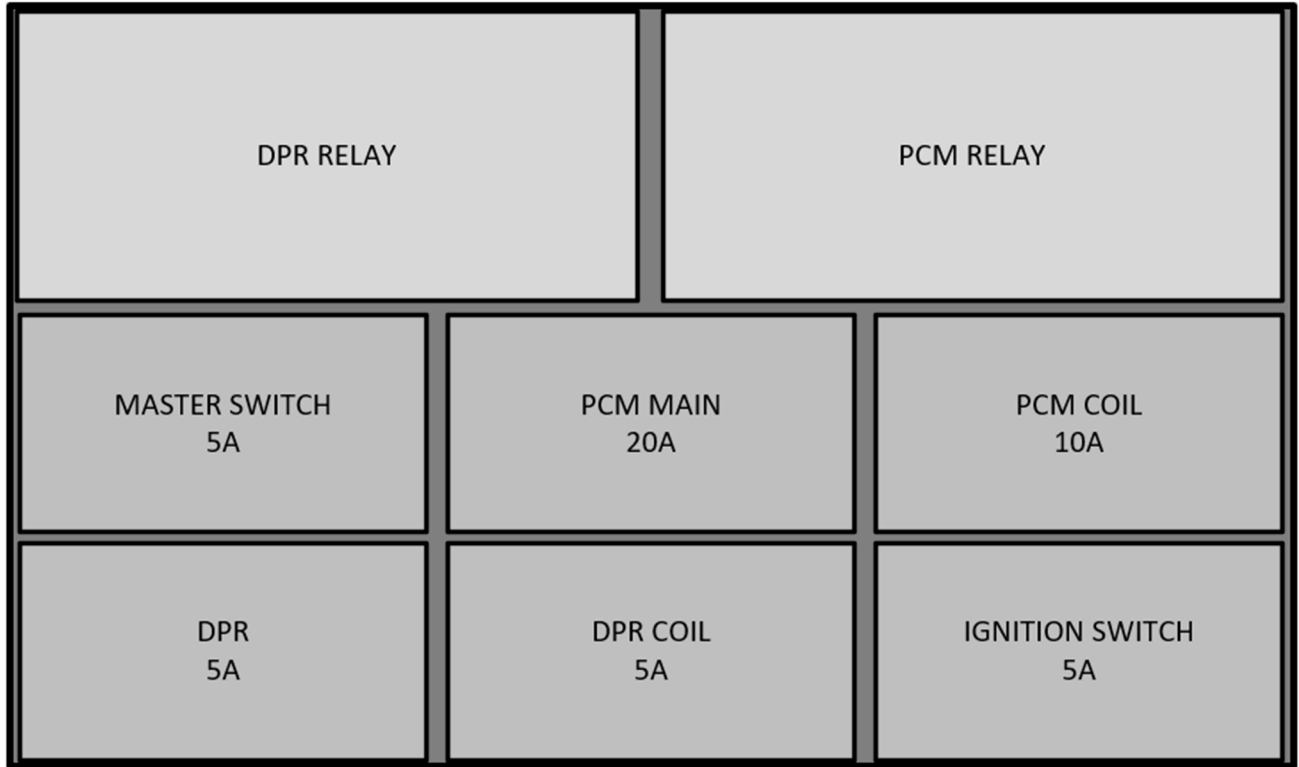 DPR RELAY
PCM RELAY
MASTER SWITCH
5A
PCM MAIN
20A
PCM COIL
10A
DPR
5A
DPR COIL
5A
IGNITION SWITCH
5A